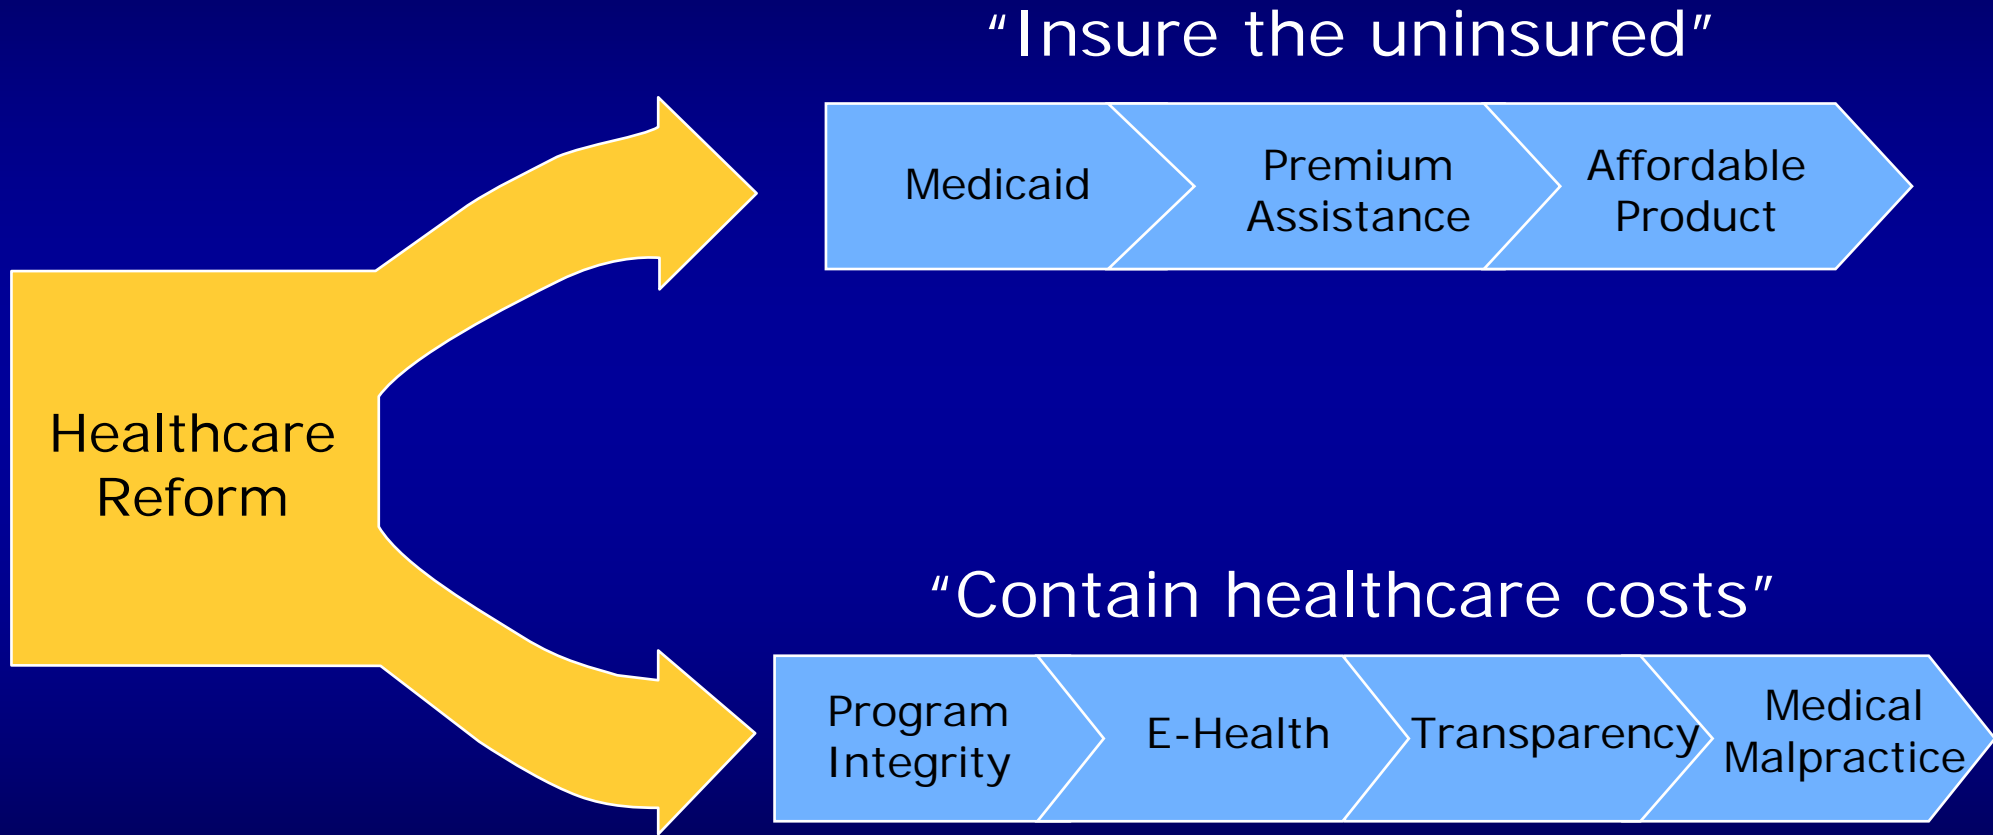 “Insure the uninsured”
Medicaid
Premium
Assistance
Affordable
Product
Healthcare
Reform
“Contain healthcare costs”
Program
Integrity
E-Health
Transparency
Medical
Malpractice